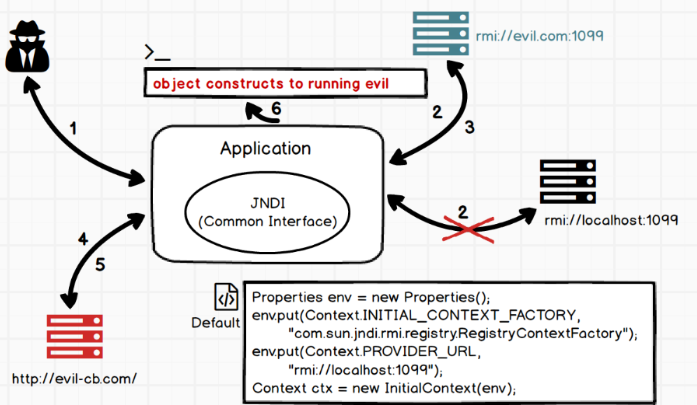 rmi://evil.com:1099
>_
object constructs to running evil
6
1
2
3
Application
JNDI
(Common Interface)
2
rmi://localhost:1099
4
5
</>
Default
Properties env = new Properties();
env.put(Context.INITIAL_CONTEXT_FACTORY,
"com.sun.jndi.rmi.registry.RegistryContextFactory");
env.put(Context.PROVIDER_URL,
"rmi://localhost:1099");
Context ctx = new InitialContext(env);
http://evil-cb.com/